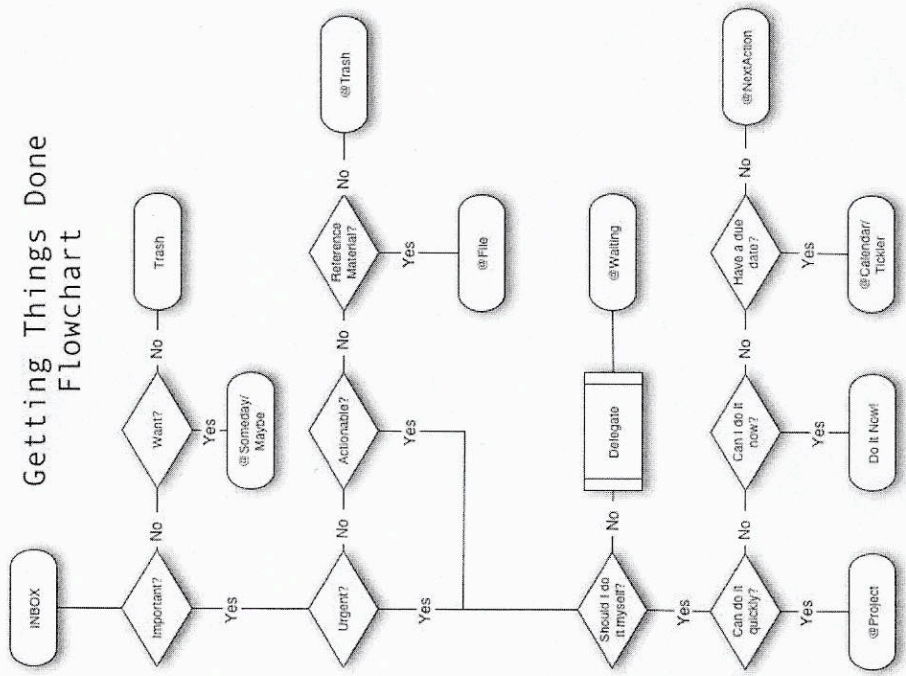 Getting Things Done
Flowchart
INBOX
Important?
No
Want?
No
Trash
Yes
@Someday/
Maybe
Yes
Urgent?
No
Actionable?
No
Reference
Material?
No
@Trash
Yes
Yes
Yes
@File
Should I do
it myself?
No
Delegate
@Waiting
Yes
Can do it
quickly?
No
Can I do it
now?
No
Have a due
date?
No
@NextAction
Yes
Yes
Yes
@Project
Do It Now!
@Calendar/
Tickler